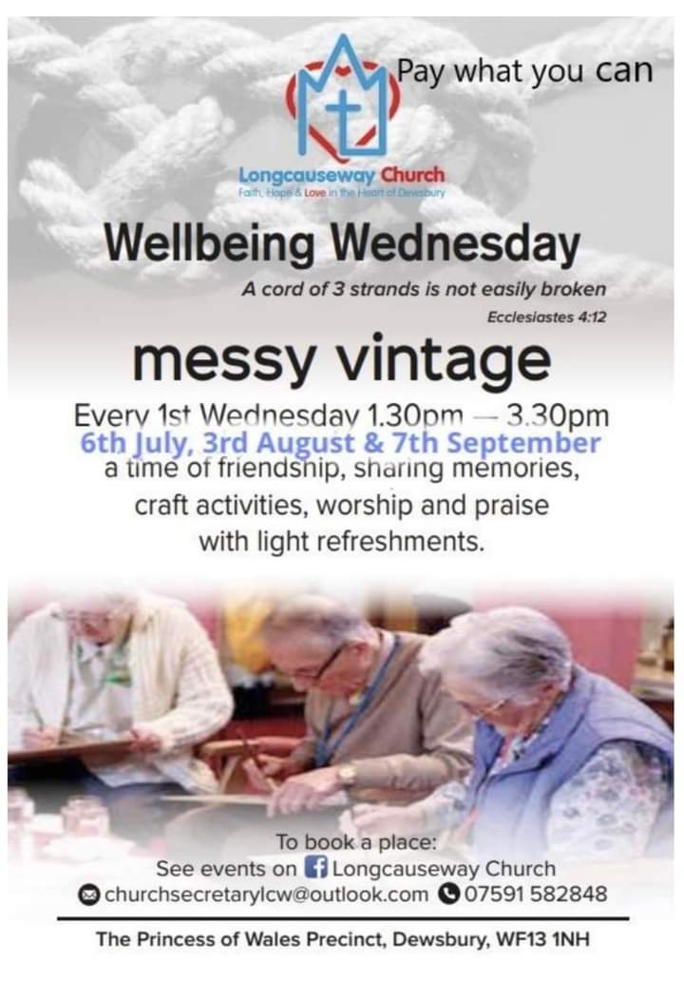 Pay what you can
Longcauseway Church
Faith, Hope & Love in the Heart of Dewsbury
Wellbeing Wednesday
A cord of 3 strands is not easily broken
Ecclesiastes 4:12
messy vintage
Every 1st Wednesday 1.30pm — 3.30pm
6th July, 3rd August & 7th September
a time of friendship, sharing memories,
craft activities, worship and praise
with light refreshments.
To book a place:
See events on f Longcauseway Church
churchsecretarylcw@outlook.com 07591 582848
The Princess of Wales Precinct, Dewsbury, WF13 1NH